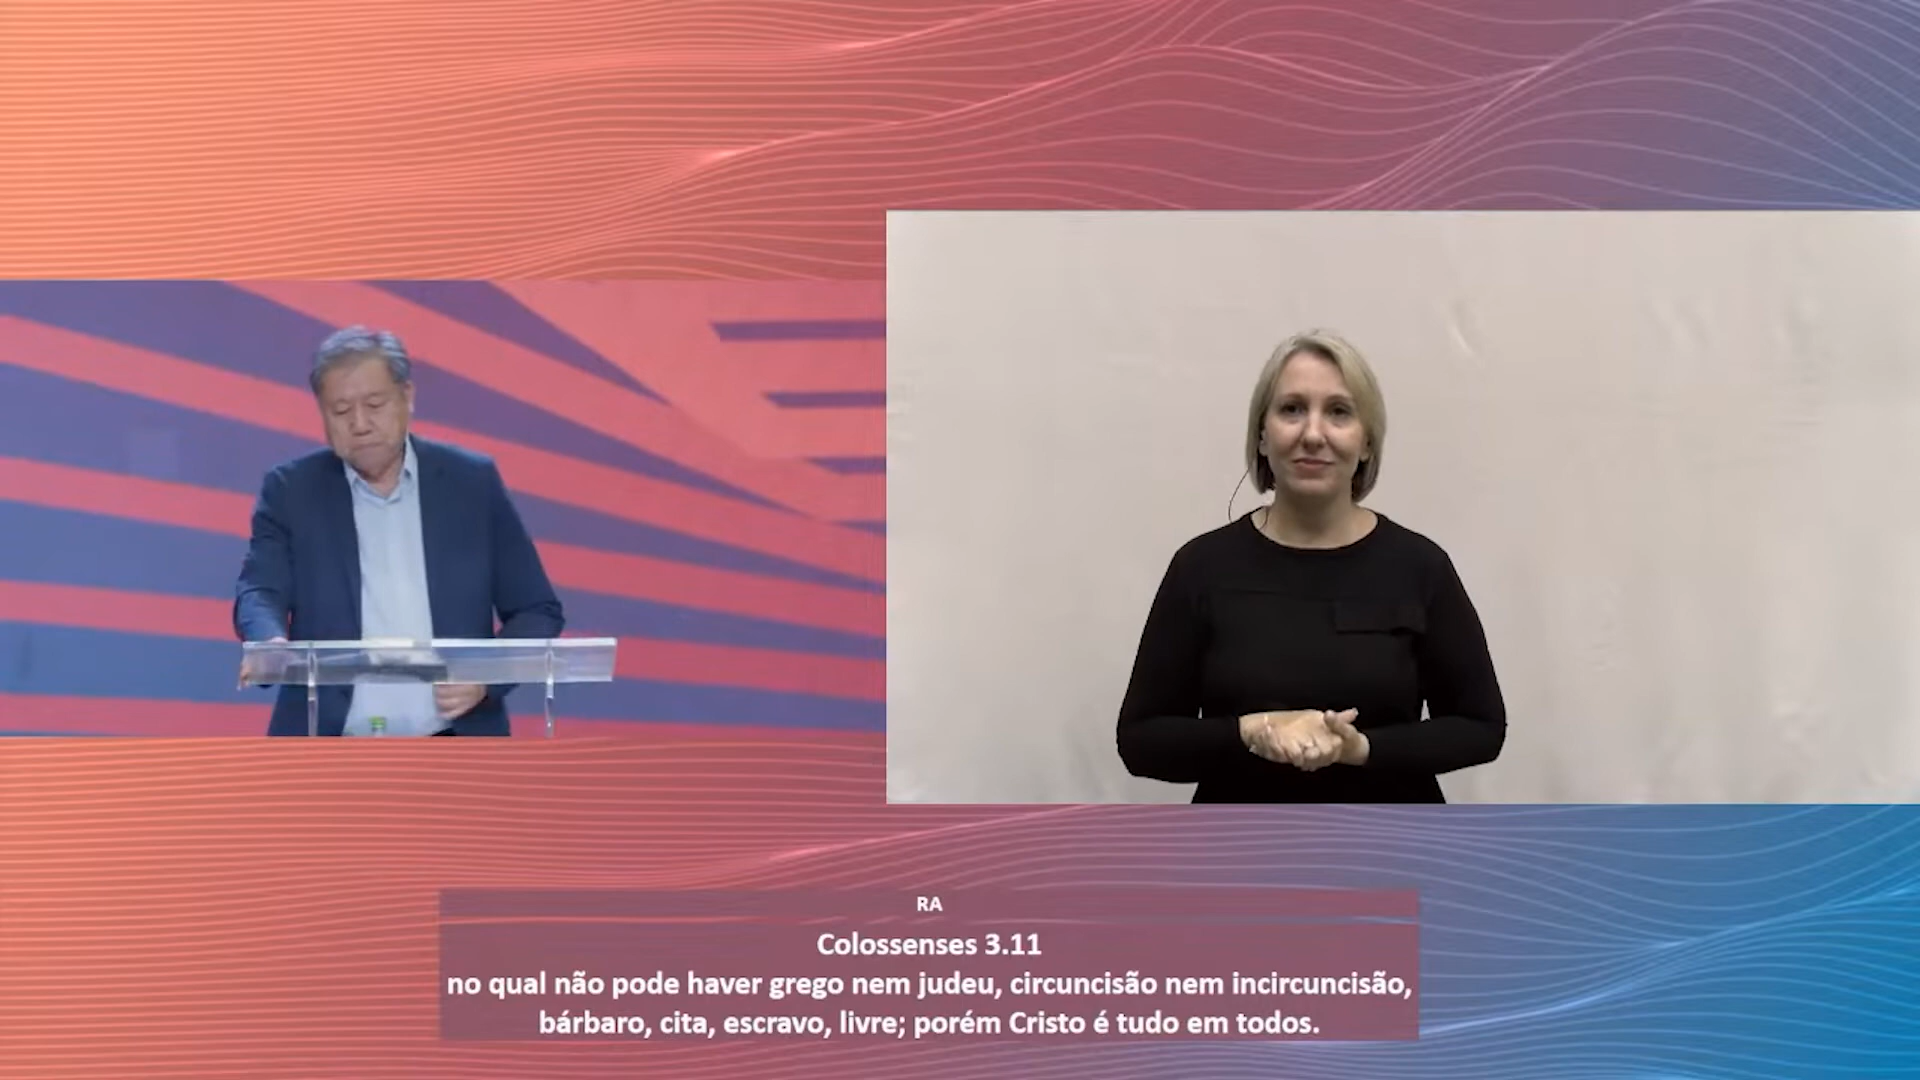 RA
Colossenses 3.11
no qual não pode haver grego nem judeu, circuncisão nem incircuncisão,
bárbaro, cita, escravo, livre; porém Cristo é tudo em todos.